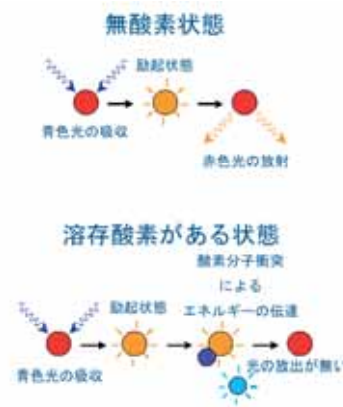 無酸素状態
励起状態
青色光の吸収
赤色光の放射
溶存酸素がある状態
酸素分子衝突
による
励起状態
エネルギーの伝達
青色光の吸収
光の放出が無い